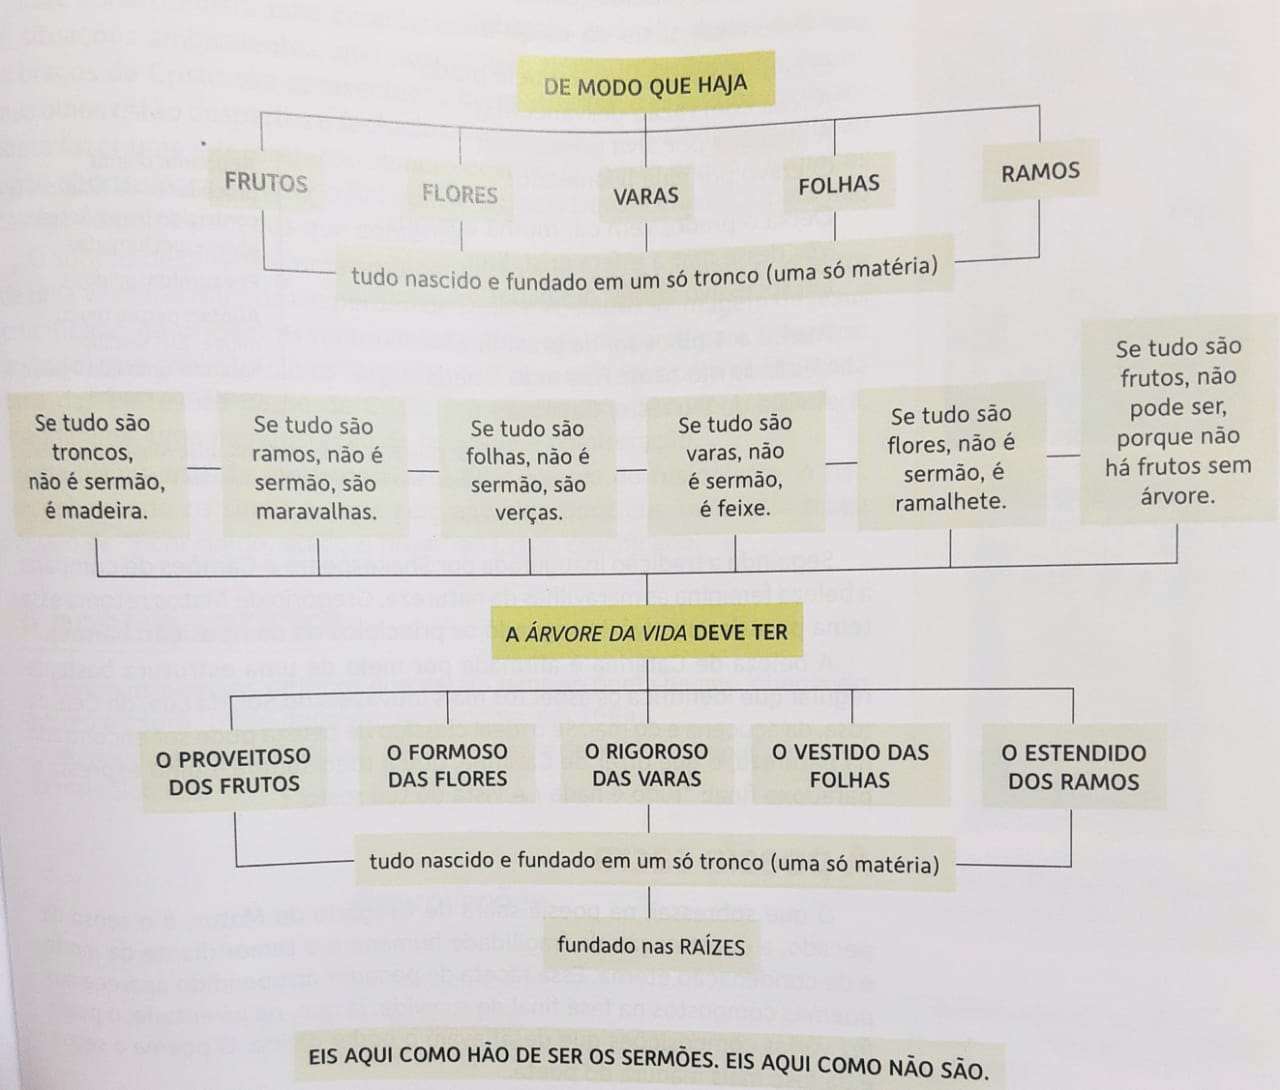 DE MODO QUE HAJA
FRUTOS
FLORES
VARAS
FOLHAS
RAMOS
tudo nascido e fundado em um só tronco (uma só matéria)
Se tudo são
troncos,
não é sermão,
é madeira.
Se tudo são
ramos, não é
sermão, são
maravalhas.
Se tudo são
folhas, não é
sermão, são
verças.
Se tudo são
varas, não
é sermão,
é feixe.
Se tudo são
flores, não é
sermão, é
ramalhete.
Se tudo são
frutos, não
pode ser,
porque não
há frutos sem
árvore.
A ÁRVORE DA VIDA DEVE TER
O PROVEITOSO
DOS FRUTOS
O FORMOSO
DAS FLORES
O RIGOROSO
DAS VARAS
O VESTIDO DAS
FOLHAS
O ESTENDIDO
DOS RAMOS
tudo nascido e fundado em um só tronco (uma só matéria)
fundado nas RAÍZES
EIS AQUI COMO HÃO DE SER OS SERMÕES. EIS AQUI COMO NÃO SÃO.